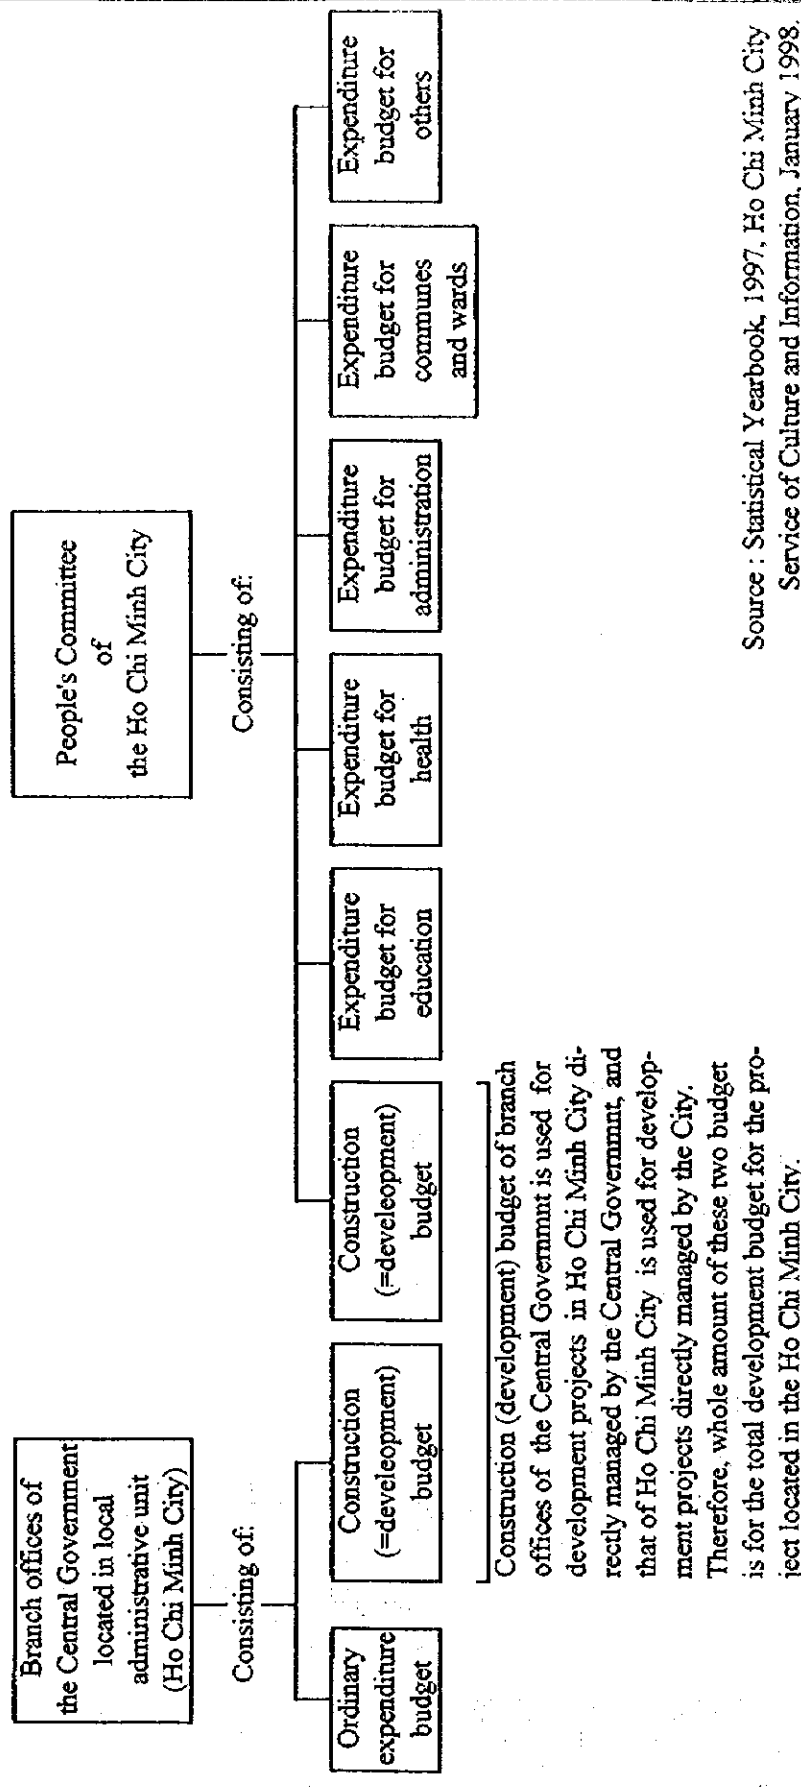 Branch offices of
the Central Government
located in local
administrative unit
(Ho Chi Minh City)
Consisting of:
Ordinary
expenditure
budget
Construction
(=develeopment)
budget
People's Committee
of
the Ho Chi Minh City
Consisting of:
Construction
(=develeopment)
budget
Expenditure
budget for
education
Expenditure
budget for
health
Expenditure
budget for
administration
Expenditure
budget for
communes
and wards
Expenditure
budget for
others
Construction (development) budget of branch
offices of the Central Governmnt is used for
development projects in Ho Chi Minh City di-
rectly managed by the Central Governmnt, and
that of Ho Chi Minh City is used for develop-
ment projects directly managed by the City.
Therefore, whole amount of these two budget
is for the total development budget for the pro-
ject located in the Ho Chi Minh City.
Source : Statistical Yearbook, 1997, Ho Chi Minh City
Service of Culture and Information, January 1998.